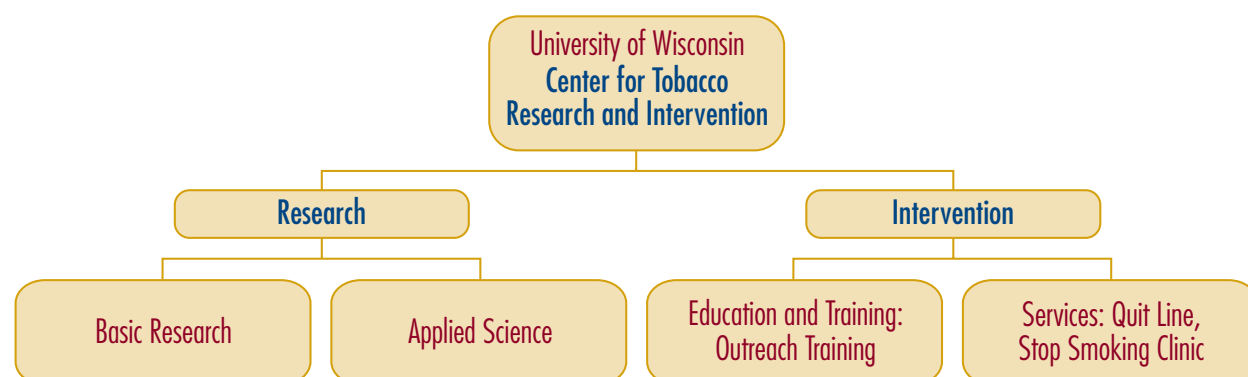 University of Wisconsin
Center for Tobacco
Research and Intervention
Research
Intervention
Basic Research
Applied Science
Education and Training:
Outreach Training
Services: Quit Line,
Stop Smoking Clinic